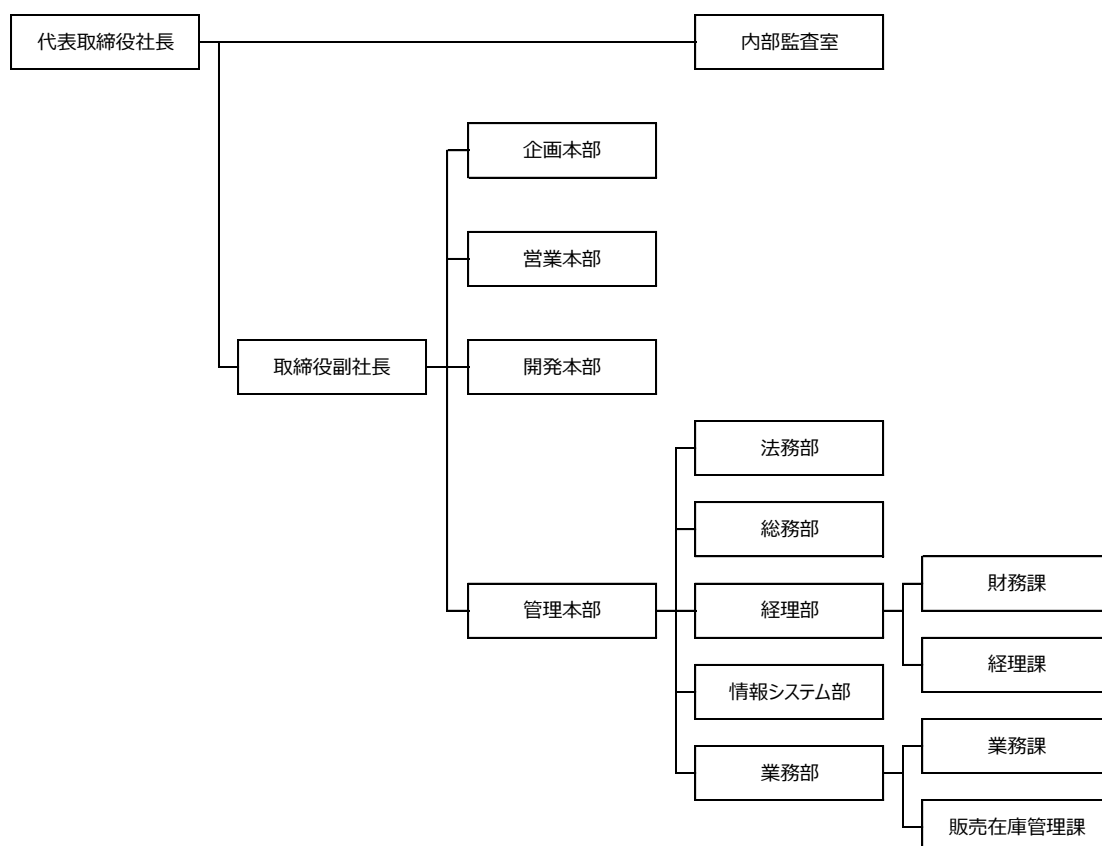 代表取締役社長
内部監査室
企画本部
営業本部
取締役副社長
開発本部
法務部
総務部
財務課
管理本部
経理部
経理課
情報システム部
業務課
業務部
販売在庫管理課